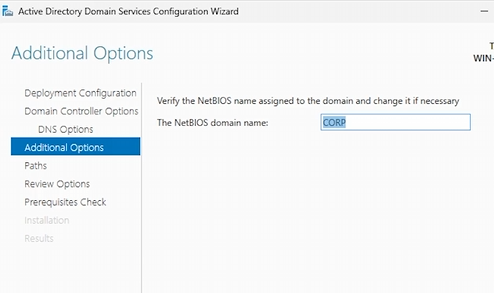 Active Directory Domain Services Configuration Wizard
Additional Options
T
WIN-
Deployment Configuration
Domain Controller Options
DNS Options
Additional Options
Paths
Review Options
Prerequisites Check
Installation
Results
Verify the NetBIOS name assigned to the domain and change it if necessary
The NetBIOS domain name: CORP